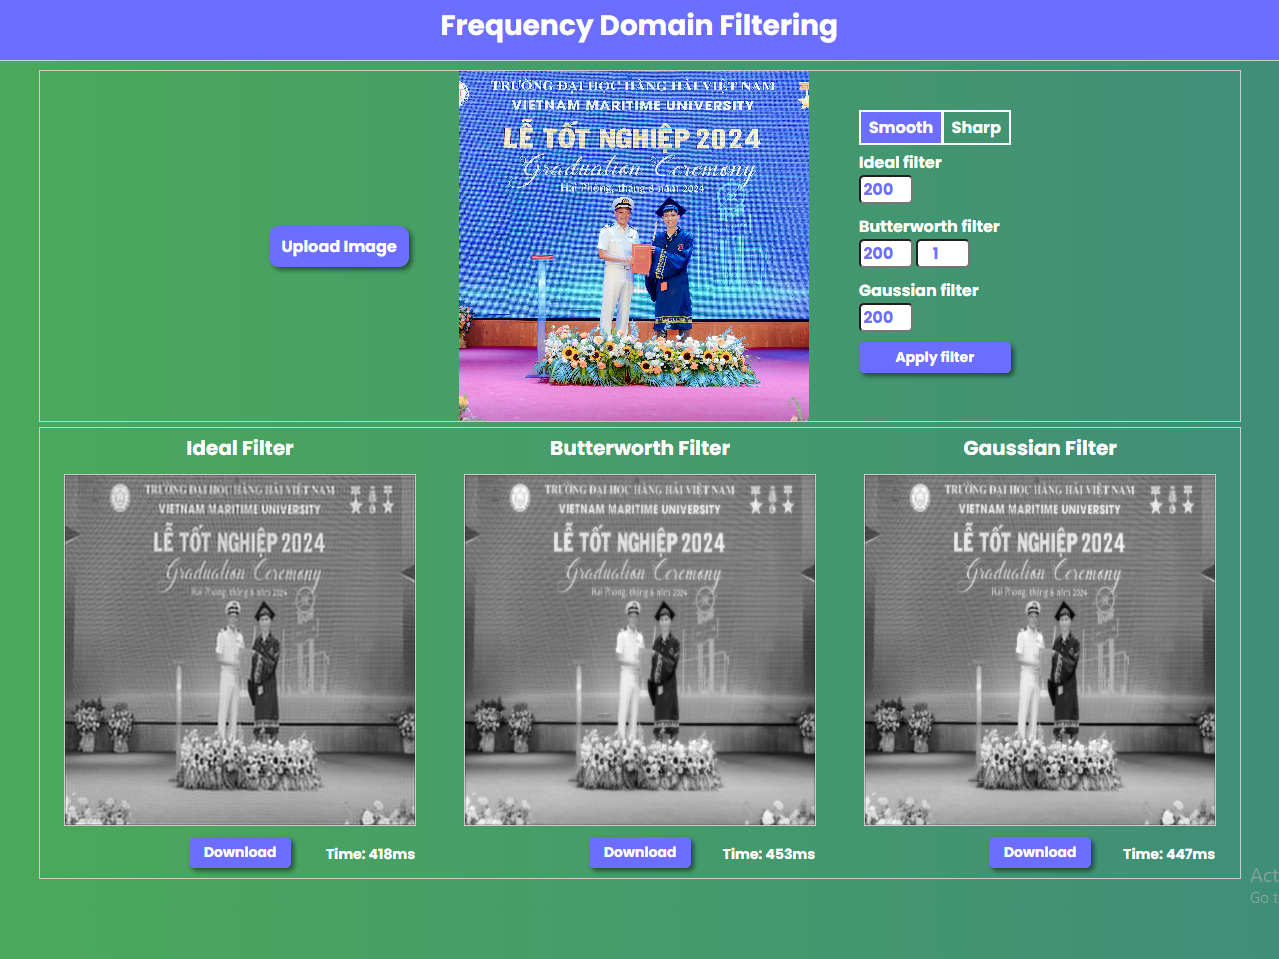 Frequency Domain Filtering
TRƯỜNG ĐẠI HỌC HÀNG HẢI VIỆT NAM
VIETNAM MARITIME UNIVERSITY
LỄ TỐT NGHIỆP 2024
Graduation Ceremony
Hải Phòng, tháng 8 năm 2024
Upload Image
Smooth Sharp
Ideal filter
200
Butterworth filter
200 1
Gaussian filter
200
Apply filter
Ideal Filter
TRƯỜNG ĐẠI HỌC HÀNG HẢI VIỆT NAM
VIETNAM MARITIME UNIVERSITY
LỄ TỐT NGHIỆP 2024
Graduation Ceremony
Hải Phòng, tháng 8 năm 2024
Download
Time: 418ms
Butterworth Filter
TRƯỜNG ĐẠI HỌC HÀNG HẢI VIỆT NAM
VIETNAM MARITIME UNIVERSITY
LỄ TỐT NGHIỆP 2024
Graduation Ceremony
Hải Phòng, tháng 8 năm 2024
Download
Time: 453ms
Gaussian Filter
TRƯỜNG ĐẠI HỌC HÀNG HẢI VIỆT NAM
VIETNAM MARITIME UNIVERSITY
LỄ TỐT NGHIỆP 2024
Graduation Ceremony
Hải Phòng, tháng 8 năm 2024
Download
Time: 447ms
Act
Go t